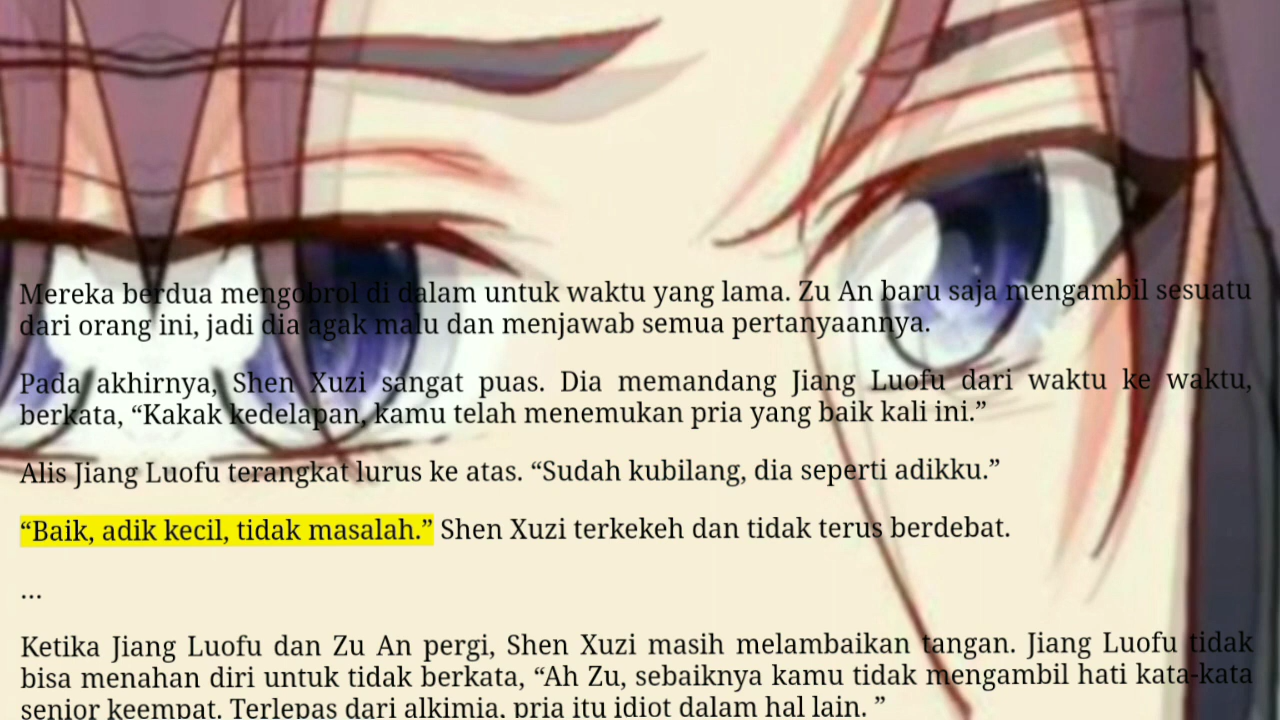 Mereka berdua mengobrol di dalam untuk waktu yang lama. Zu An baru saja mengambil sesuatu
dari orang ini, jadi dia agak malu dan menjawab semua pertanyaannya.
Pada akhirnya, Shen Xuzi sangat puas. Dia memandang Jiang Luofu dari waktu ke waktu,
berkata, “Kakak kedelapan, kamu telah menemukan pria yang baik kali ini.”
Alis Jiang Luofu terangkat lurus ke atas. “Sudah kubilang, dia seperti adikku.”
“Baik, adik kecil, tidak masalah.” Shen Xuzi terkekeh dan tidak terus berdebat.
...
Ketika Jiang Luofu dan Zu An pergi, Shen Xuzi masih melambaikan tangan. Jiang Luofu tidak
bisa menahan diri untuk tidak berkata, “Ah Zu, sebaiknya kamu tidak mengambil hati kata-kata
senior keempat. Terlepas dari alkimia, pria itu idiot dalam hal lain. ”